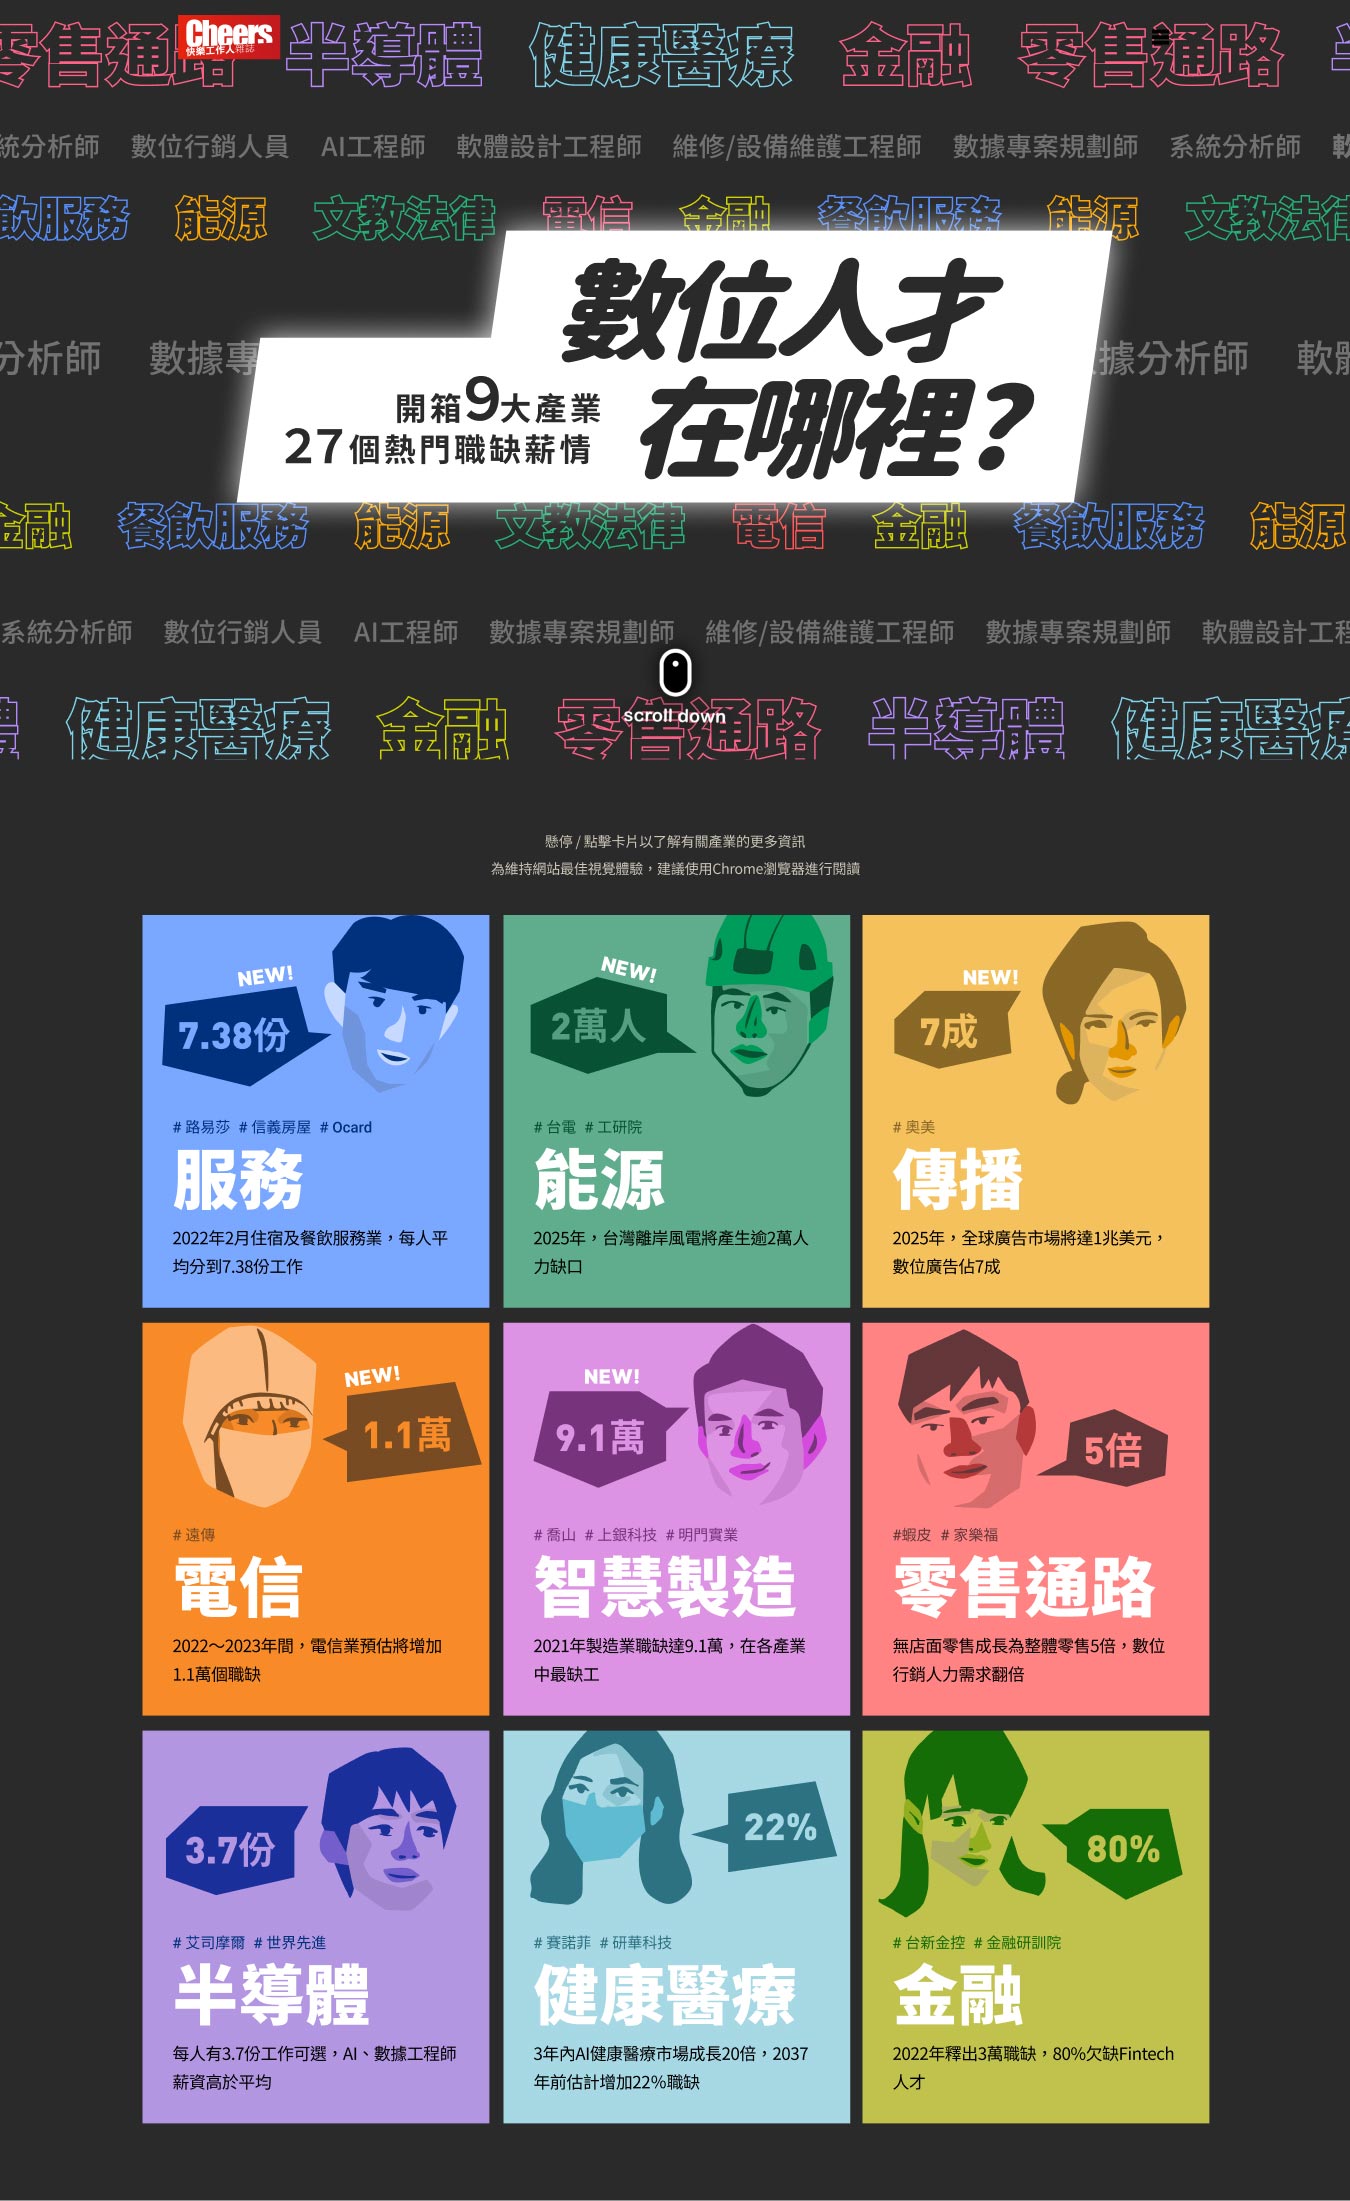 零售通路 半導體 健康醫療 金融 零售通路
Cheers
快樂工作人雜誌
統分析師 數位行銷人員 AI工程師 軟體設計工程師 維修/設備維護工程師 數據專案規劃師 系統分析師 軟
飲服務 能源 文教法律 電信 金融 餐飲服務 能源 文教法律
數位人才
分析師 數據專 據分析師 軟體
在哪裡?
開箱9大產業
27個熱門職缺薪情
金融 餐飲服務 能源 文教法律 電信 金融 餐飲服務 能源
系統分析師 數位行銷人員 AI工程師 數據專案規劃師 維修/設備維護工程師 數據專案規劃師 軟體設計工程
體 健康醫療 金融 零售通路 半導體 健康醫療
scroll down
懸停 / 點擊卡片以了解有關產業的更多資訊
為維持網站最佳視覺體驗，建議使用Chrome瀏覽器進行閱讀
NEW!
7.38份
# 路易莎 # 信義房屋 # Ocard
服務
2022年2月住宿及餐飲服務業，每人平
均分到7.38份工作
NEW!
2萬人
# 台電 # 工研院
能源
2025年，台灣離岸風電將產生逾2萬人
力缺口
NEW!
7成
# 奧美
傳播
2025年，全球廣告市場將達1兆美元，
數位廣告佔7成
NEW!
1.1萬
# 遠傳
電信
2022～2023年間，電信業預估將增加
1.1萬個職缺
NEW!
9.1萬
# 喬山 # 上銀科技 # 明門實業
智慧製造
2021年製造業職缺達9.1萬，在各產業
中最缺工
5倍
#蝦皮 # 家樂福
零售通路
無店面零售成長為整體零售5倍，數位
行銷人力需求翻倍
3.7份
# 艾司摩爾 # 世界先進
半導體
每人有3.7份工作可選，AI、數據工程師
薪資高於平均
22%
# 賽諾菲 # 研華科技
健康醫療
3年內AI健康醫療市場成長20倍，2037
年前估計增加22%職缺
80%
# 台新金控 # 金融研訓院
金融
2022年釋出3萬職缺，80%欠缺Fintech
人才